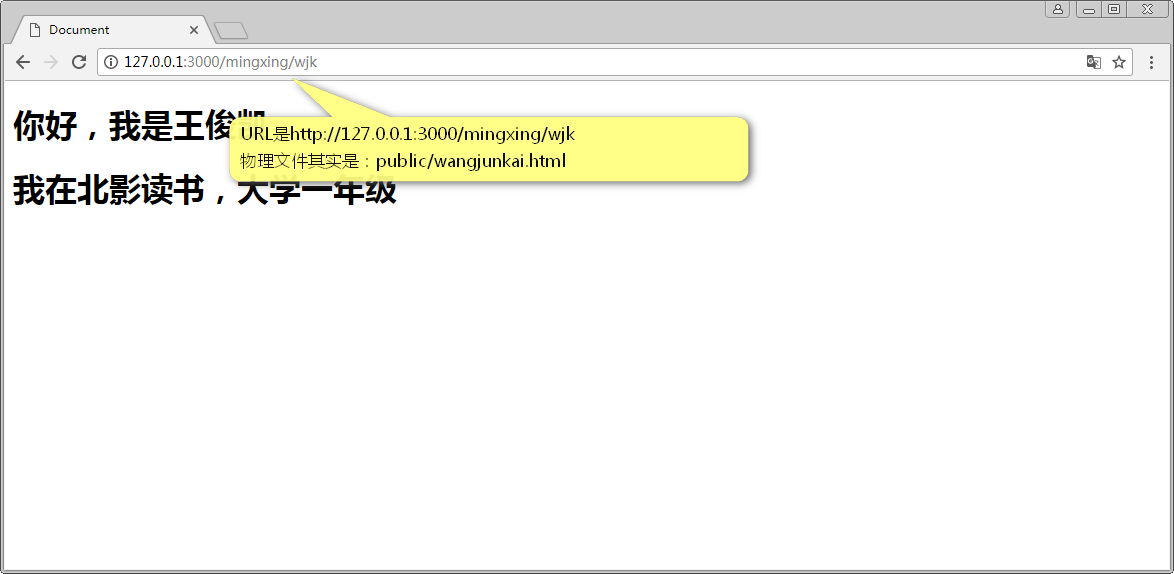 Document
127.0.0.1:3000/mingxing/wjk
你好，我是王俊凯
URL是http://127.0.0.1:3000/mingxing/wjk
物理文件其实是：public/wangjunkai.html
我在北影读书，大学一年级